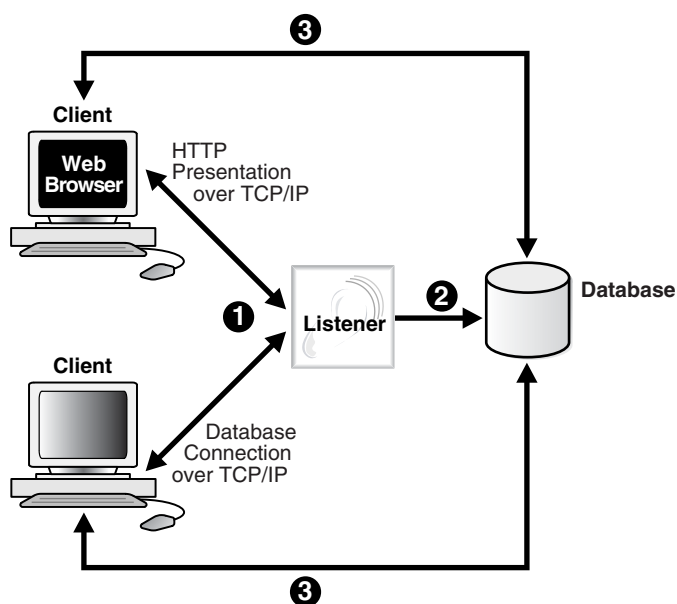 3
Client
Web
Browser
HTTP
Presentation
over TCP/IP
1
Listener
2
Database
Client
Database
Connection
over TCP/IP
3